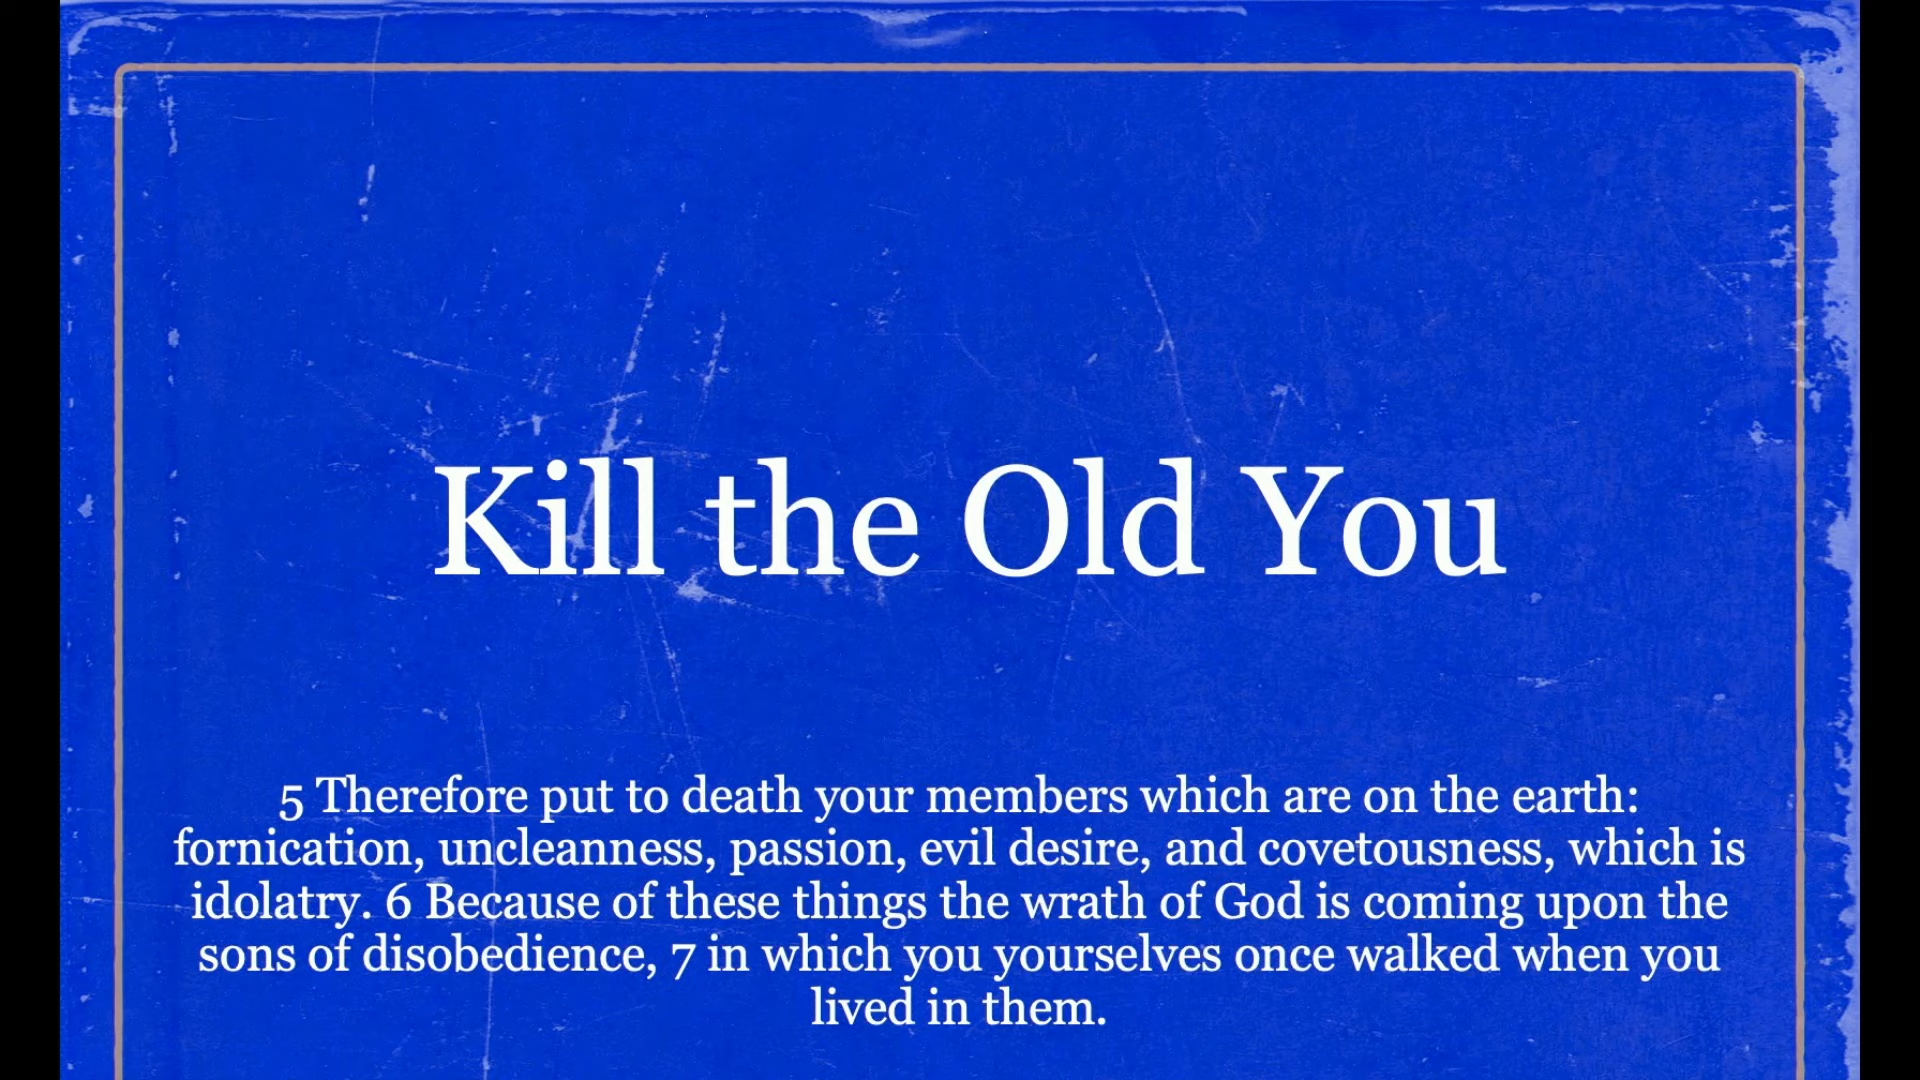 Kill the Old You
5 Therefore put to death your members which are on the earth:
fornication, uncleanness, passion, evil desire, and covetousness, which is
idolatry. 6 Because of these things the wrath of God is coming upon the
sons of disobedience, 7 in which you yourselves once walked when you
lived in them.